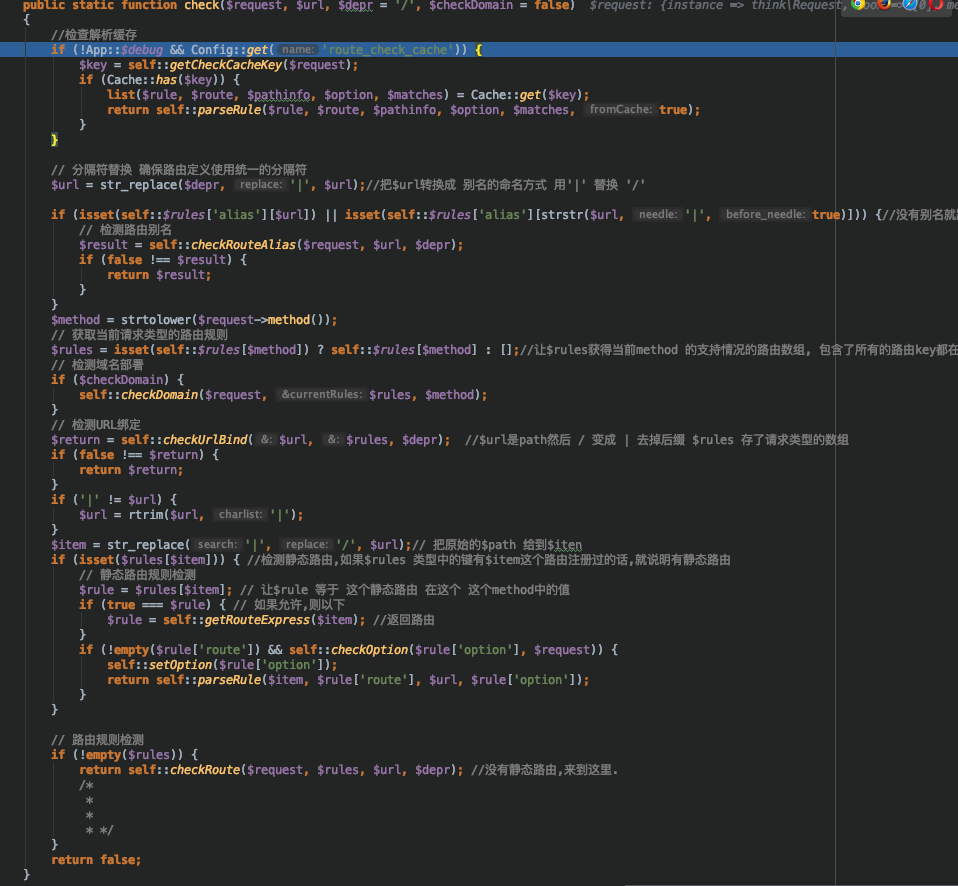 public static function check($request, $url, $depr = '/', $checkDomain = false)  $request: {instance => think\Request,
{
//检查解析缓存
if (!App::$debug && Config::get( name: 'route_check_cache')) {
$key = self::getCheckCacheKey($request);
if (Cache::has($key)) {
list($rule, $route, $pathinfo, $option, $matches) = Cache::get($key);
return self::parseRule($rule, $route, $pathinfo, $option, $matches, fromCache: true);
}
}
// 分隔符替换 确保路由定义使用统一的分隔符
$url = str_replace($depr, replace: '|', $url);//把$url转换成 别名的命名方式 用'|' 替换 '/'
if (isset(self::$rules['alias'][$url]) || isset(self::$rules['alias'][strstr($url, needle: '|', before_needle: true)])) {//没有别名就
// 检测路由别名
$result = self::checkRouteAlias($request, $url, $depr);
if (false !== $result) {
return $result;
}
}
$method = strtolower($request->method());
// 获取当前请求类型的路由规则
$rules = isset(self::$rules[$method]) ? self::$rules[$method] : [];//让$rules获得当前method 的支持情况的路由数组, 包含了所有的路由key都在
// 检测域名部署
if ($checkDomain) {
self::checkDomain($request, &currentRules: $rules, $method);
}
// 检测URL绑定
$return = self::checkUrlBind( &: $url, &: $rules, $depr);  //$url是path然后 / 变成 | 去掉后缀 $rules 存了请求类型的数组
if (false !== $return) {
return $return;
}
if ('|' != $url) {
$url = rtrim($url, charlist: '|');
}
$item = str_replace( search: '|', replace: '/', $url);// 把原始的$path 给到$iten
if (isset($rules[$item])) { //检测静态路由,如果$rules 类型中的键有$item这个路由注册过的话,就说明有静态路由
// 静态路由规则检测
$rule = $rules[$item]; // 让$rule 等于 这个静态路由 在这个 这个method中的值
if (true === $rule) { // 如果允许,则以下
$rule = self::getRouteExpress($item); //返回路由
}
if (!empty($rule['route']) && self::checkOption($rule['option'], $request)) {
self::setOption($rule['option']);
return self::parseRule($item, $rule['route'], $url, $rule['option']);
}
}
// 路由规则检测
if (!empty($rules)) {
return self::checkRoute($request, $rules, $url, $depr); //没有静态路由,来到这里.
/*
*
*
* */
}
return false;
}